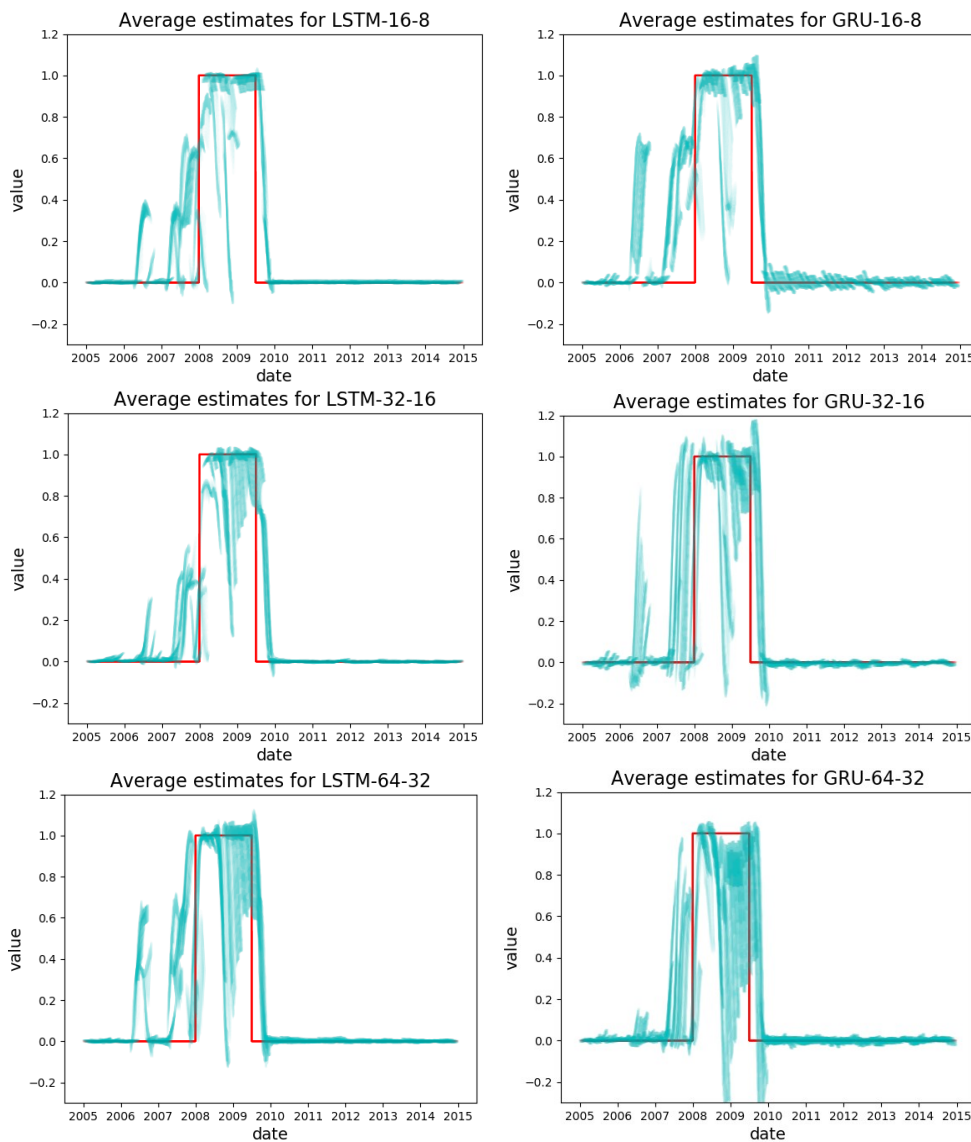 Average estimates for LSTM-16-8
1.2
1.0
0.8
0.6
0.4
0.2
0.0
−0.2
value
2005 2006 2007 2008 2009 2010 2011 2012 2013 2014 2015
date
Average estimates for GRU-16-8
1.2
1.0
0.8
0.6
0.4
0.2
0.0
−0.2
value
2005 2006 2007 2008 2009 2010 2011 2012 2013 2014 2015
date
Average estimates for LSTM-32-16
1.2
1.0
0.8
0.6
0.4
0.2
0.0
−0.2
value
2005 2006 2007 2008 2009 2010 2011 2012 2013 2014 2015
date
Average estimates for GRU-32-16
1.2
1.0
0.8
0.6
0.4
0.2
0.0
−0.2
value
2005 2006 2007 2008 2009 2010 2011 2012 2013 2014 2015
date
Average estimates for LSTM-64-32
1.2
1.0
0.8
0.6
0.4
0.2
0.0
−0.2
value
2005 2006 2007 2008 2009 2010 2011 2012 2013 2014 2015
date
Average estimates for GRU-64-32
1.2
1.0
0.8
0.6
0.4
0.2
0.0
−0.2
value
2005 2006 2007 2008 2009 2010 2011 2012 2013 2014 2015
date